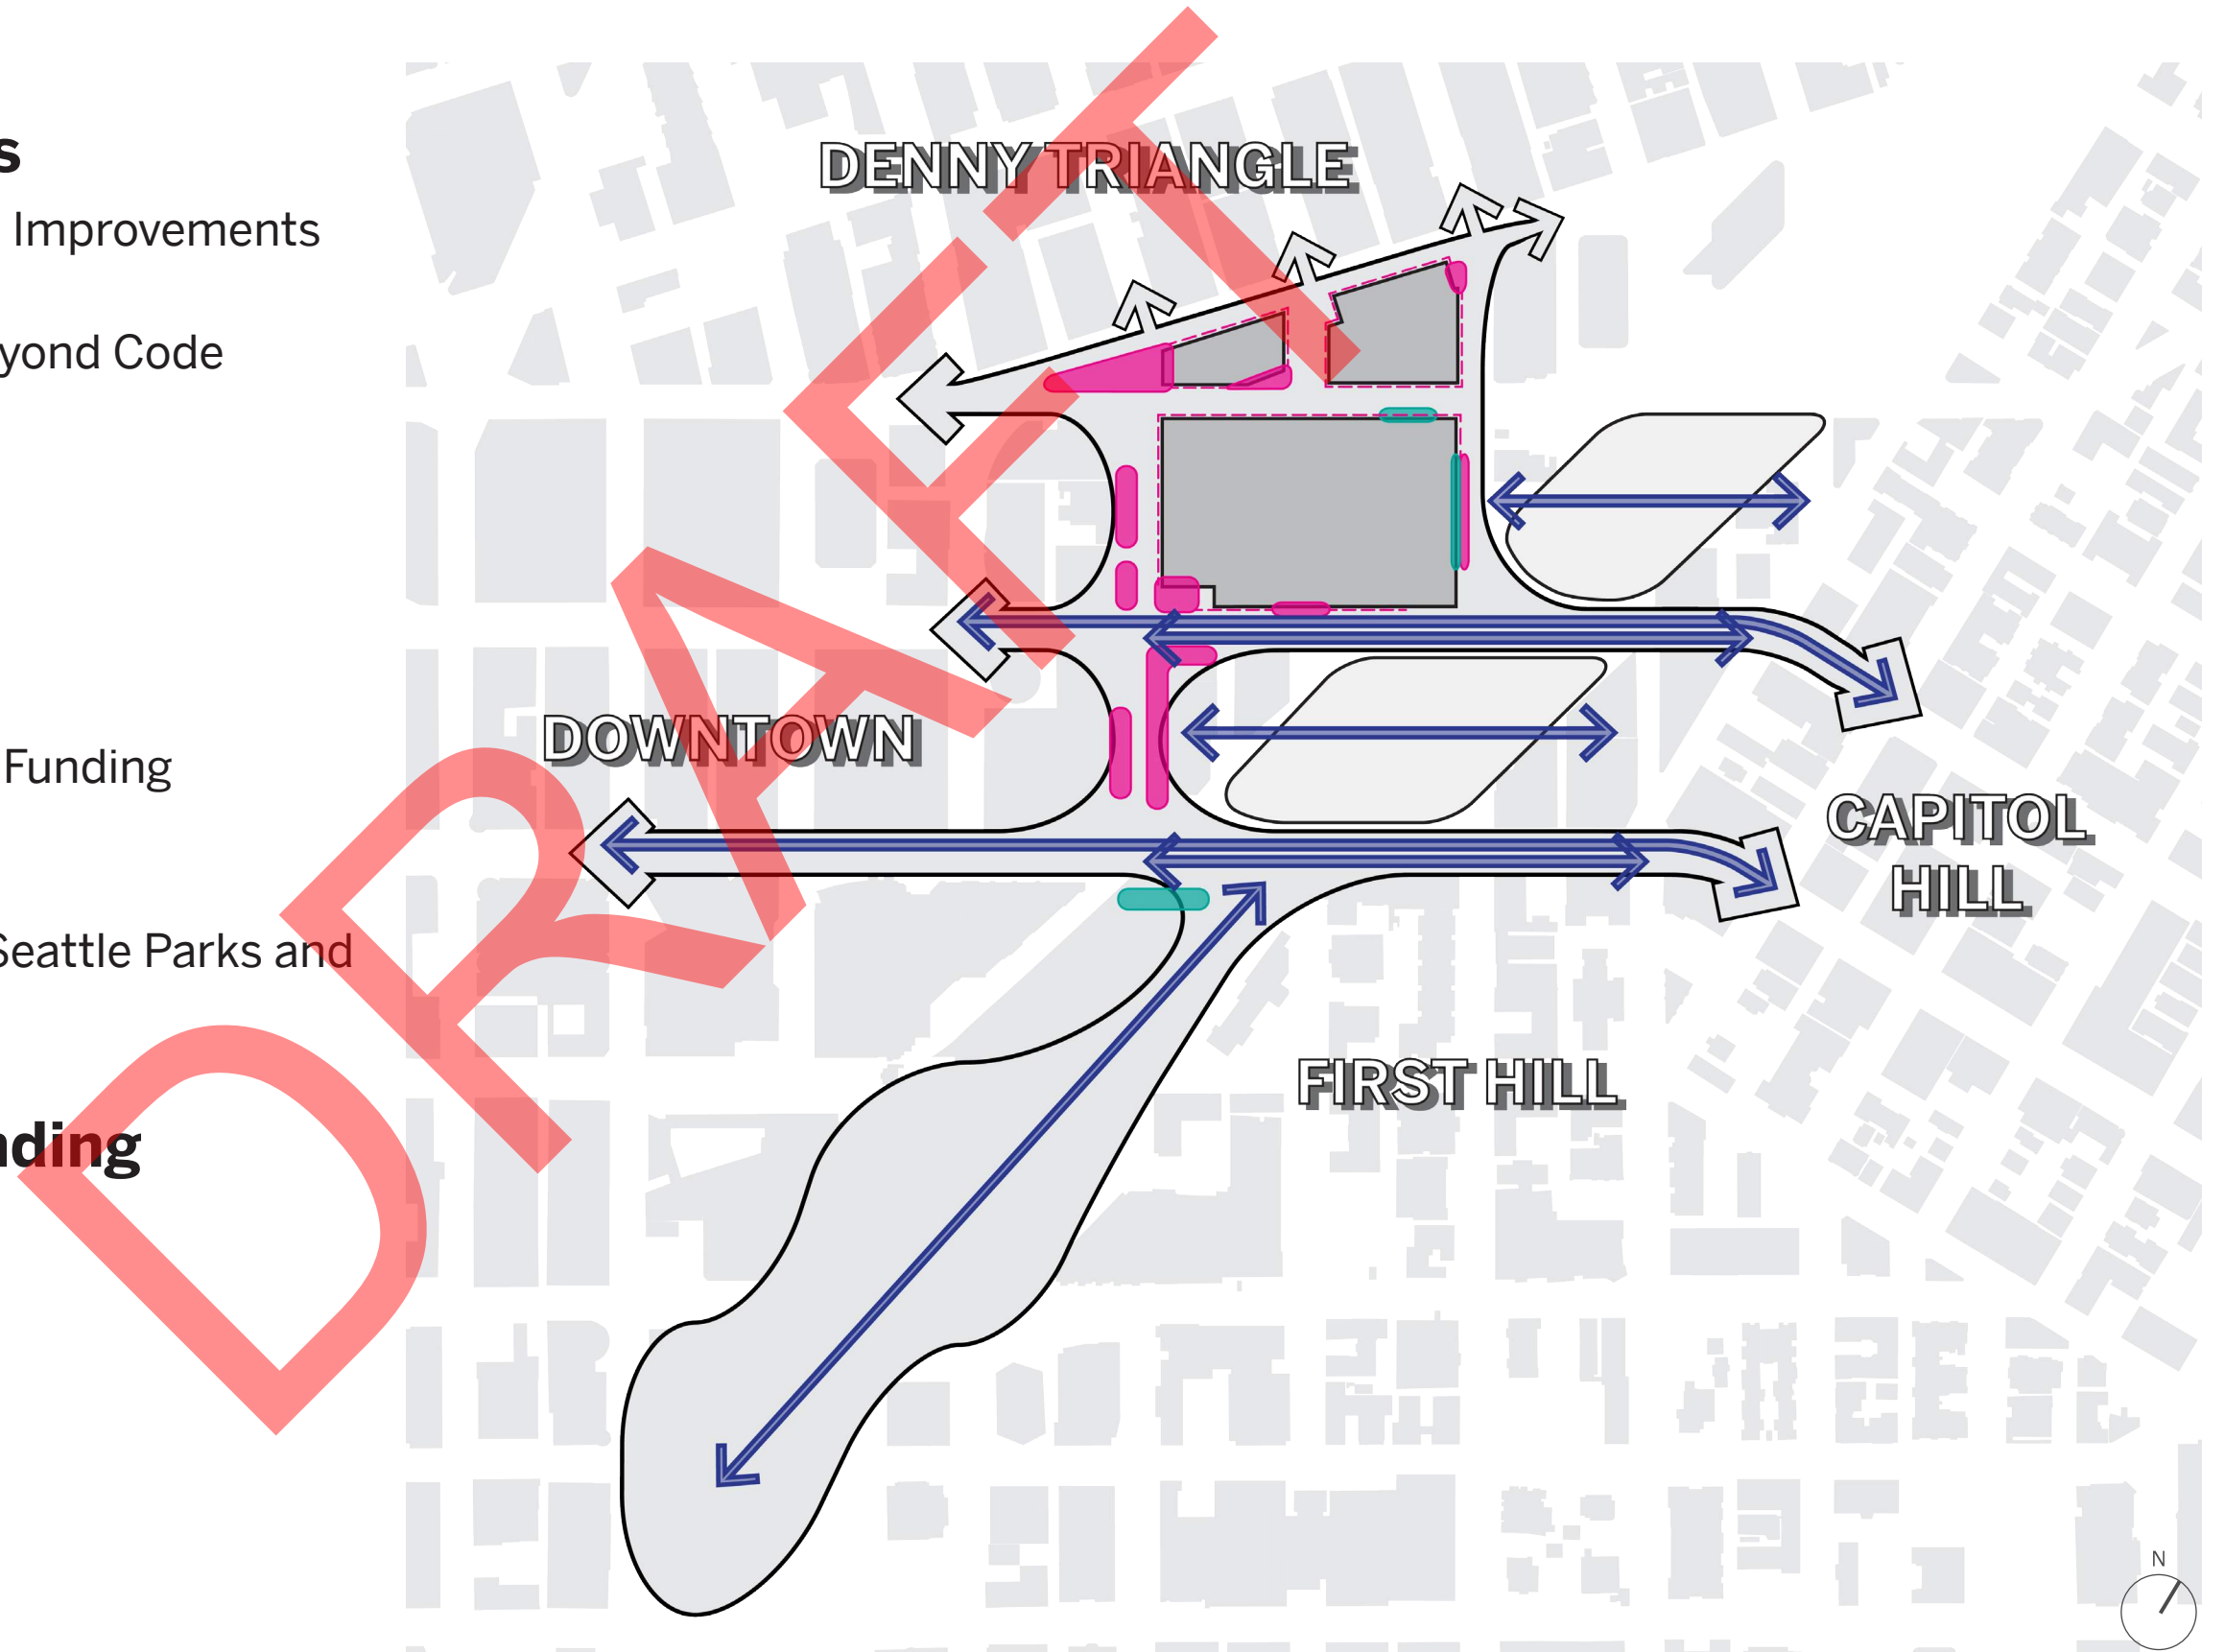 s
Improvements
yond Code
Funding
Seattle Parks and
nding
DRAFT
DENNY TRIANGLE
DOWNTOWN
CAPITOL
HILL
FIRST HILL
N